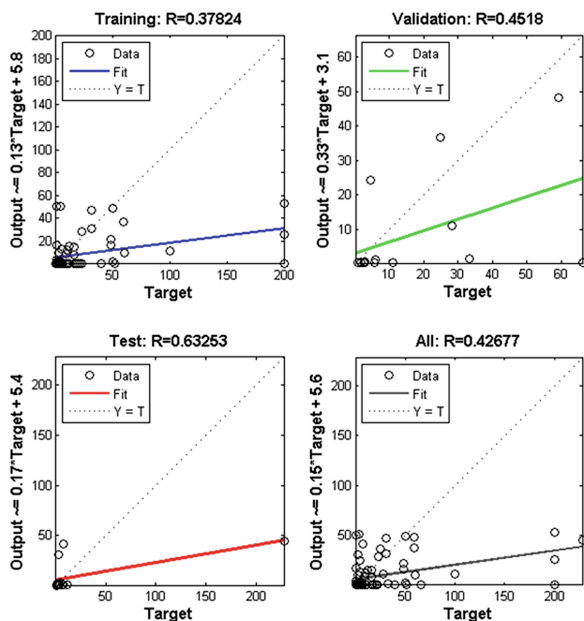 Training: R=0.37824
Output ~= 0.13*Target + 5.8
200
180
160
140
120
100
80
60
40
20
Data
Fit
Y = T
0 50 100 150 200
Target
Validation: R=0.4518
Output ~= 0.33*Target + 3.1
60
50
40
30
20
10
Data
Fit
Y = T
10 20 30 40 50 60
Target
Test: R=0.63253
Output ~= 0.17*Target + 5.4
200
150
100
50
0
Data
Fit
Y = T
0 50 100 150 200
Target
All: R=0.42677
Output ~= 0.15*Target + 5.6
200
150
100
50
Data
Fit
Y = T
50 100 150 200
Target